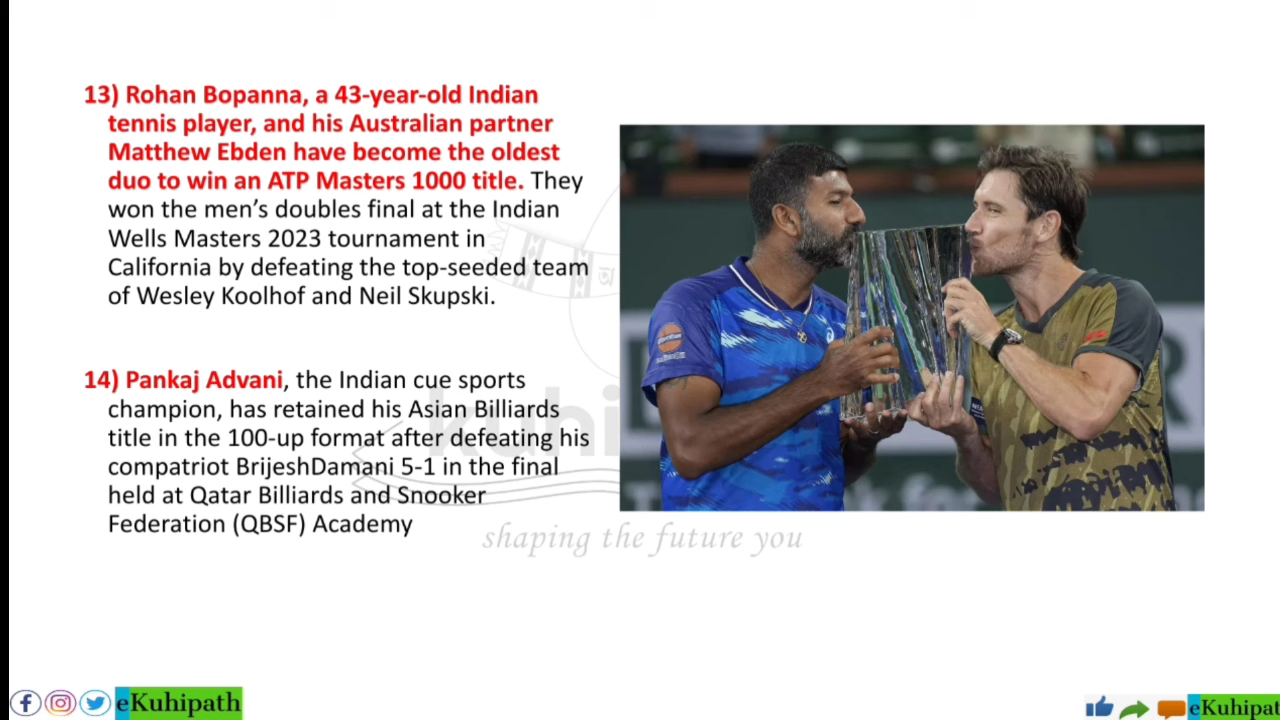 13) Rohan Bopanna, a 43-year-old Indian
tennis player, and his Australian partner
Matthew Ebden have become the oldest
duo to win an ATP Masters 1000 title. They
won the men’s doubles final at the Indian
Wells Masters 2023 tournament in
California by defeating the top-seeded team
of Wesley Koolhof and Neil Skupski.
14) Pankaj Advani, the Indian cue sports
champion, has retained his Asian Billiards
title in the 100-up format after defeating his
compatriot BrijeshDamani 5-1 in the final
held at Qatar Billiards and Snooker
Federation (QBSF) Academy
shaping the future you
eKuhipath
eKuhipat